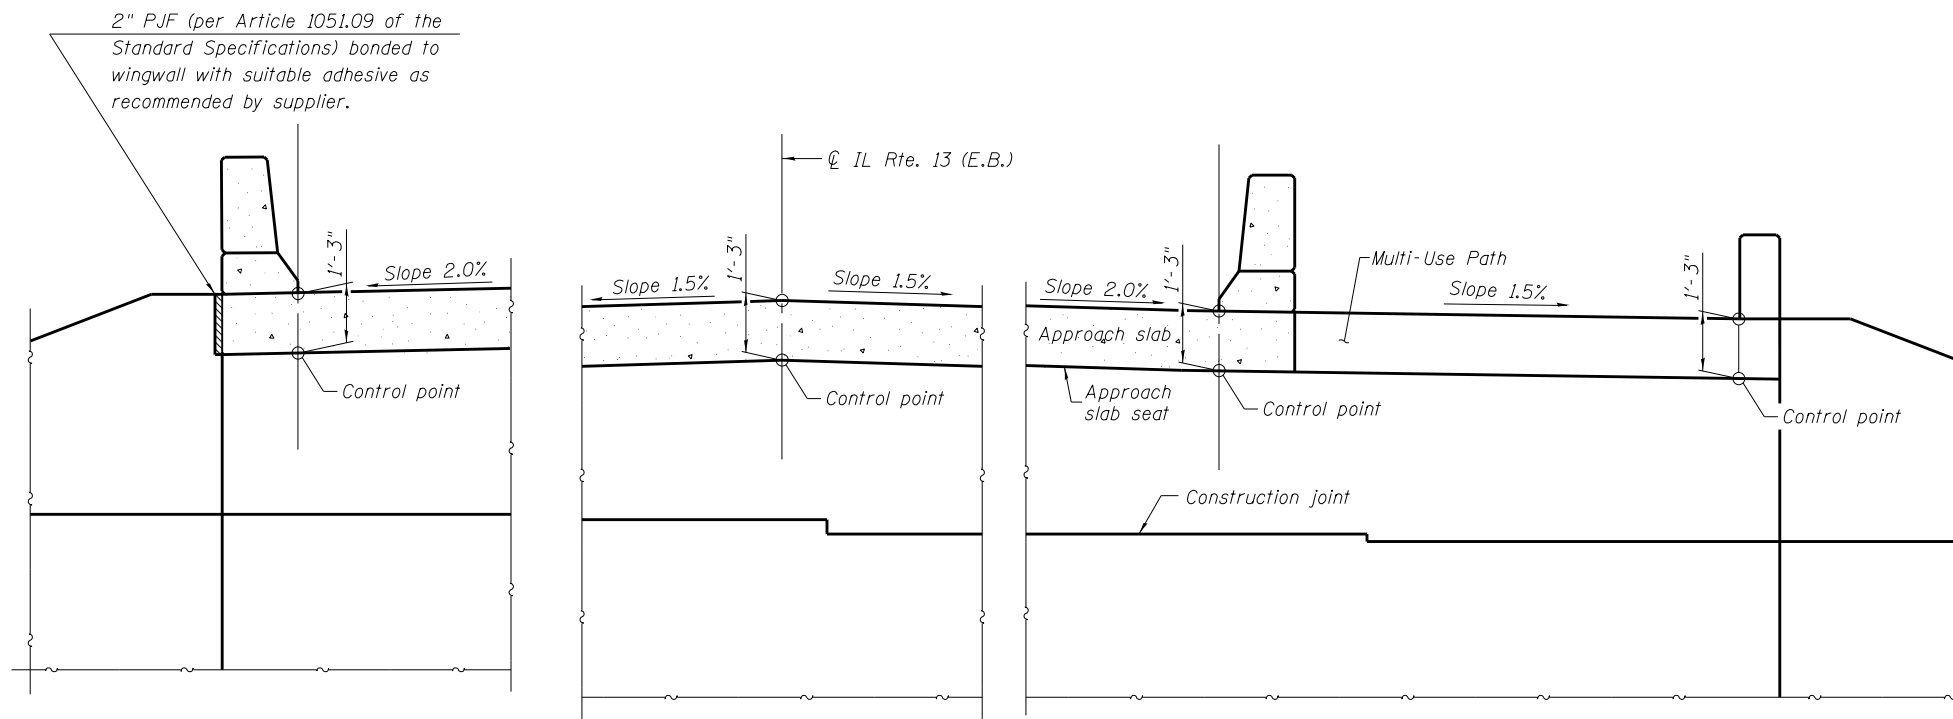 2" PJF (per Article 1051.09 of the
Standard Specifications) bonded to
wingwall with suitable adhesive as
recommended by supplier.
1'-3"
Slope 2.0%
Control point
℄ IL Rte. 13 (E.B.)
Slope 1.5%
1'-3"
Slope 1.5%
Control point
Slope 2.0%
1'-3"
Approach slab
Approach
slab seat
Control point
Multi-Use Path
Slope 1.5%
1'-3"
Control point
Construction joint